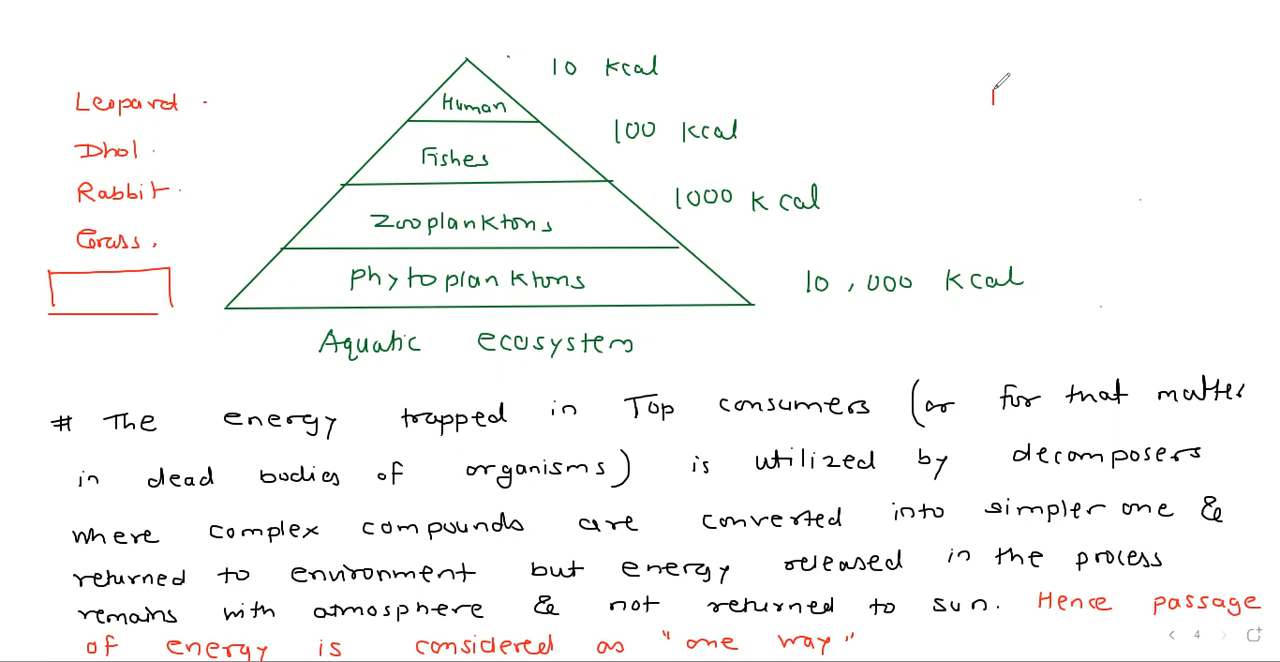 10 kcal
Leopard
Human
100 kcal
Dhol
Fishes
Rabbit
1000 kcal
Zooplanktons
Grass
Phytoplanktons
10,000 kcal
Aquatic ecosystem
# The energy trapped in Top consumers (or for that matter
in dead bodies of organisms) is utilized by decomposers
where complex compounds are converted into simpler one &
returned to environment but energy released in the process
remains with atmosphere & not returned to sun. Hence passage
of energy is considered as "one way"
< 4 >